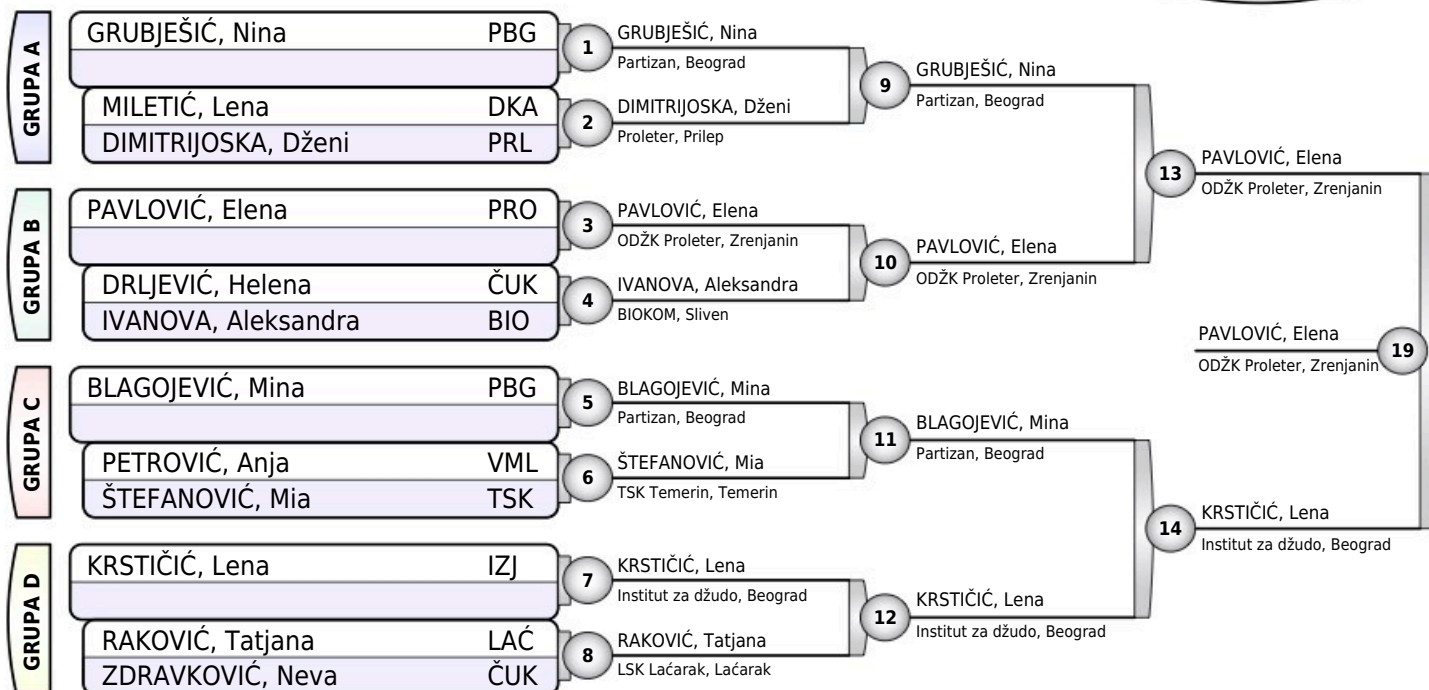 GRUPA A
GRUBJEŠIĆ, Nina PBG
MILETIĆ, Lena DKA
DIMITRIJOSKA, Dženi PRL
1
GRUBJEŠIĆ, Nina
Partizan, Beograd
2
DIMITRIJOSKA, Dženi
Proleter, Prilep
9
GRUBJEŠIĆ, Nina
Partizan, Beograd
GRUPA B
PAVLOVIĆ, Elena PRO
DRLJEVIĆ, Helena ČUK
IVANOVA, Aleksandra BIO
3
PAVLOVIĆ, Elena
ODŽK Proleter, Zrenjanin
4
IVANOVA, Aleksandra
BIOKOM, Sliven
10
PAVLOVIĆ, Elena
ODŽK Proleter, Zrenjanin
13
PAVLOVIĆ, Elena
ODŽK Proleter, Zrenjanin
GRUPA C
BLAGOJEVIĆ, Mina PBG
PETROVIĆ, Anja VML
ŠTEFANOVIĆ, Mia TSK
5
BLAGOJEVIĆ, Mina
Partizan, Beograd
6
ŠTEFANOVIĆ, Mia
TSK Temerin, Temerin
11
BLAGOJEVIĆ, Mina
Partizan, Beograd
GRUPA D
KRSTIČIĆ, Lena IZJ
RAKOVIĆ, Tatjana LAĆ
ZDRAVKOVIĆ, Neva ČUK
7
KRSTIČIĆ, Lena
Institut za džudo, Beograd
8
RAKOVIĆ, Tatjana
LSK Laćarak, Laćarak
12
KRSTIČIĆ, Lena
Institut za džudo, Beograd
14
KRSTIČIĆ, Lena
Institut za džudo, Beograd
PAVLOVIĆ, Elena
ODŽK Proleter, Zrenjanin
19